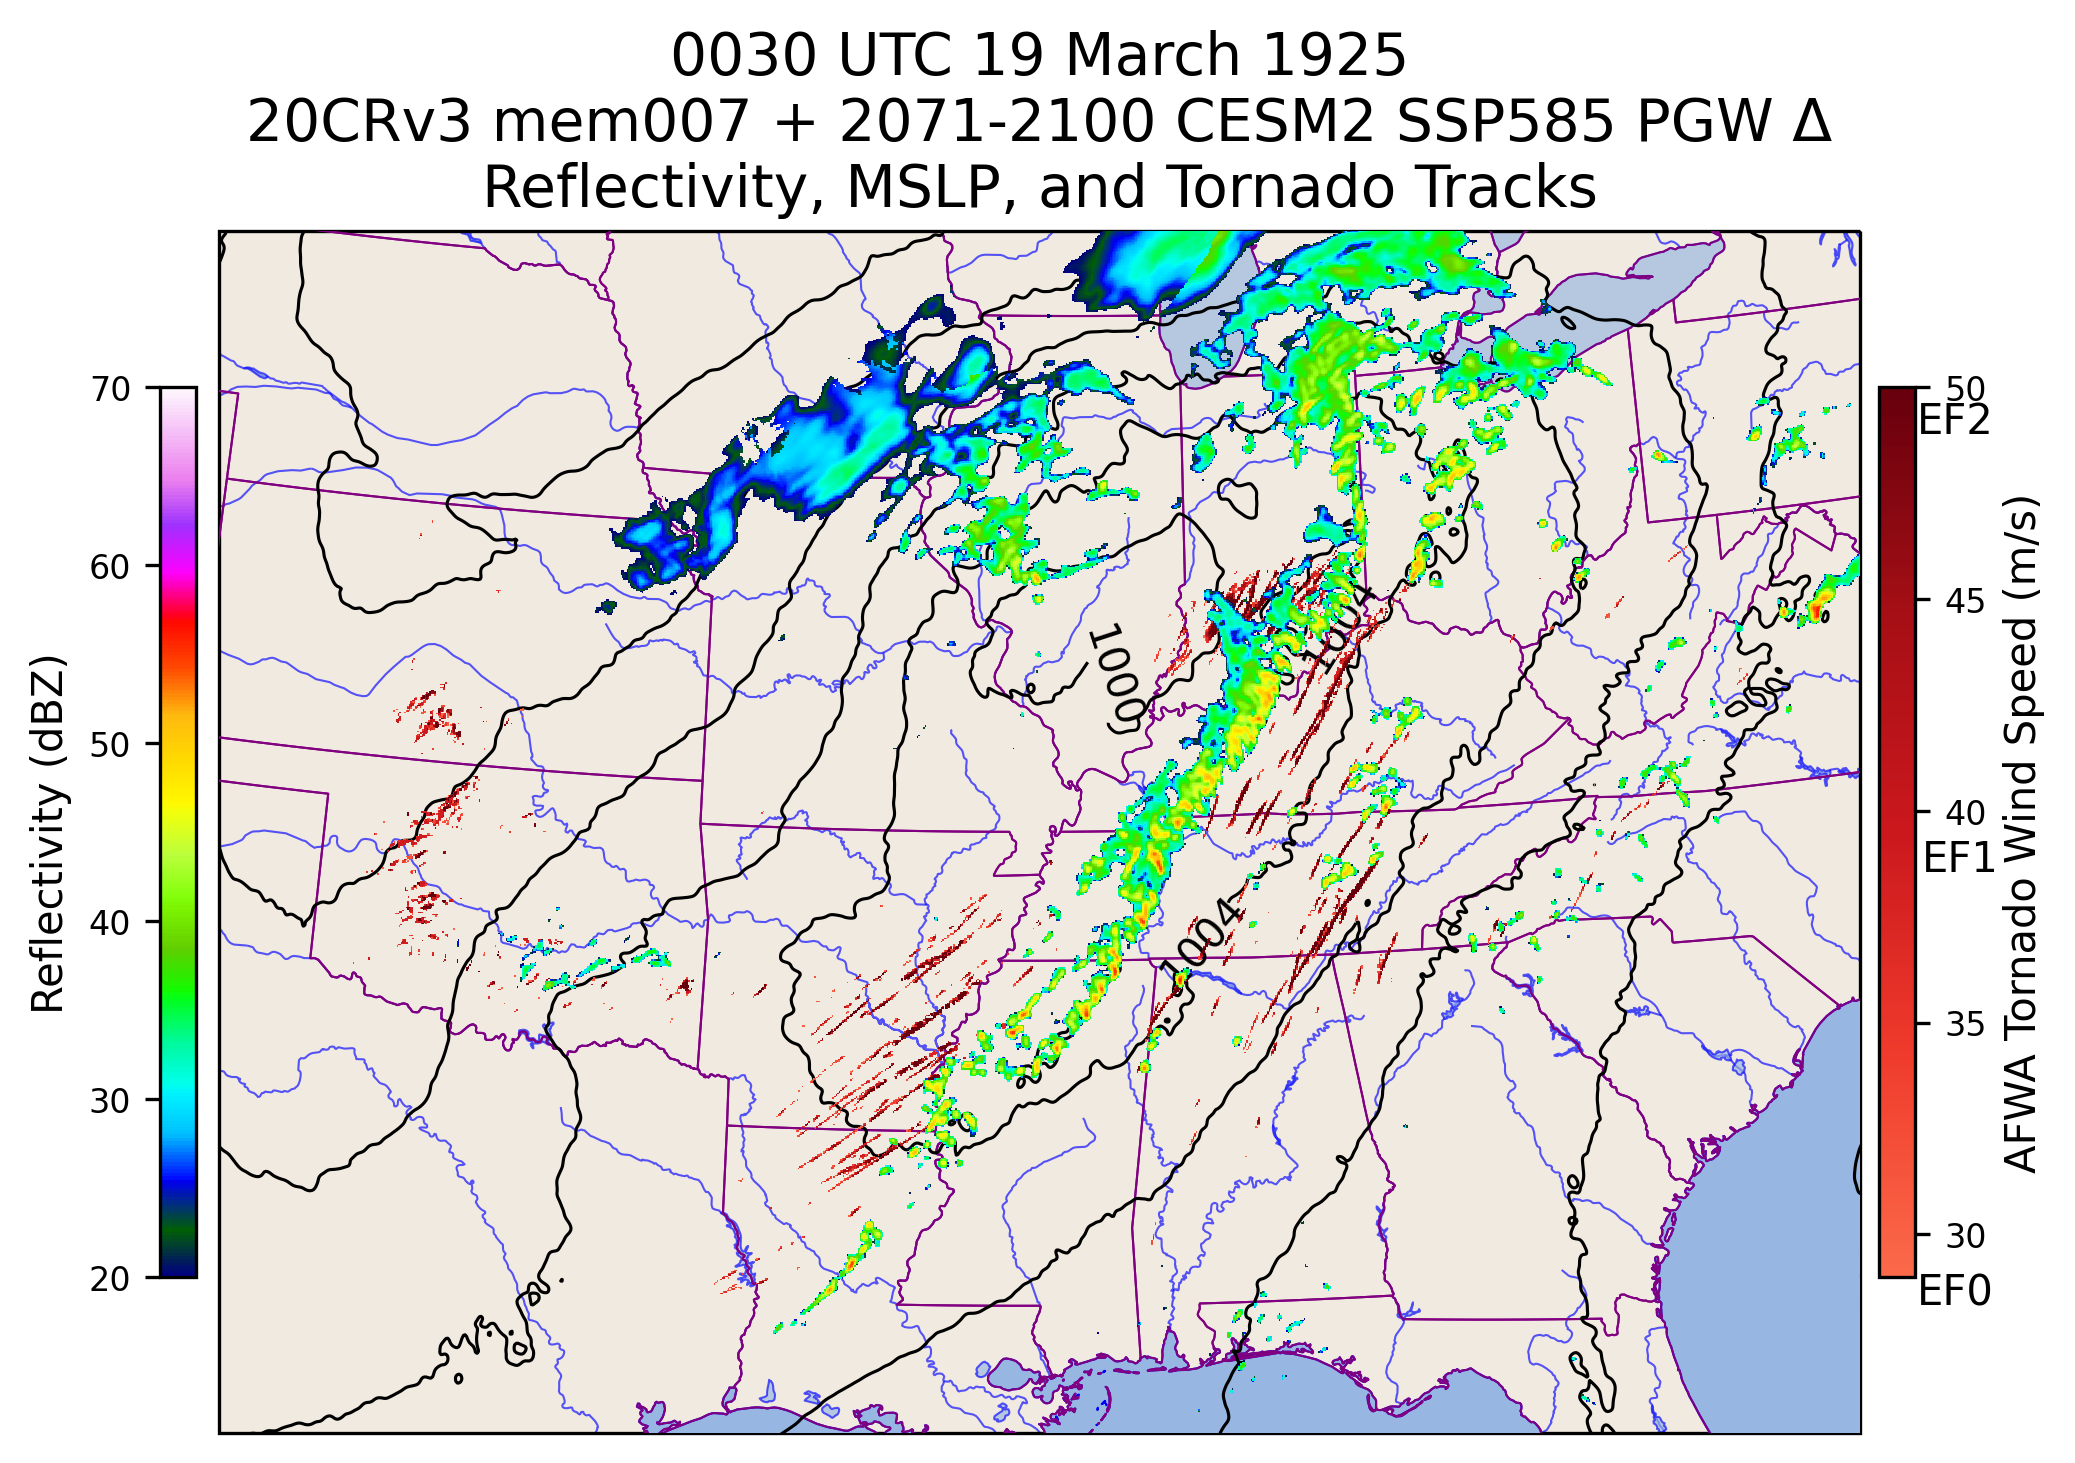 0030 UTC 19 March 1925
20CRv3 mem007 + 2071-2100 CESM2 SSP585 PGW Δ
Reflectivity, MSLP, and Tornado Tracks
Reflectivity (dBZ)
70
60
50
40
30
20
1000
1004
1004
50
EF2
45
40
EF1
35
30
EF0
AFWA Tornado Wind Speed (m/s)